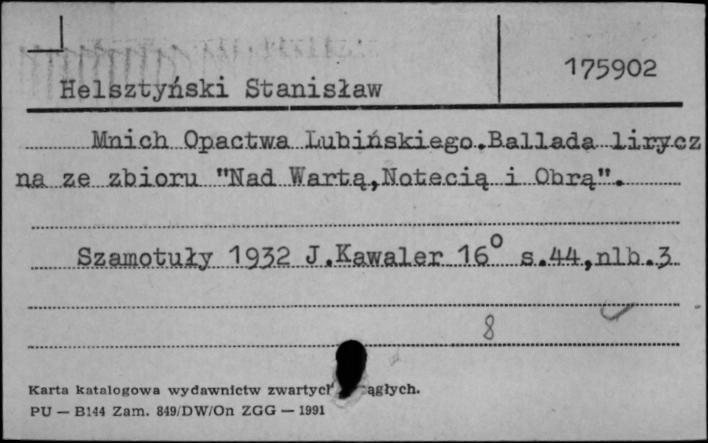 175902
Helsztyński Stanisław
Mnich Opactwa Lubińskiego.Ballada lirycz
na ze zbioru "Nad Wartą,Notecią i Obrą".
Szamotuły 1932 J.Kawaler 16° s.44,nlb.3
8
Karta katalogowa wydawnictw zwartych ągłych.
PU — B144 Zam. 849/DW/On ZGG — 1991